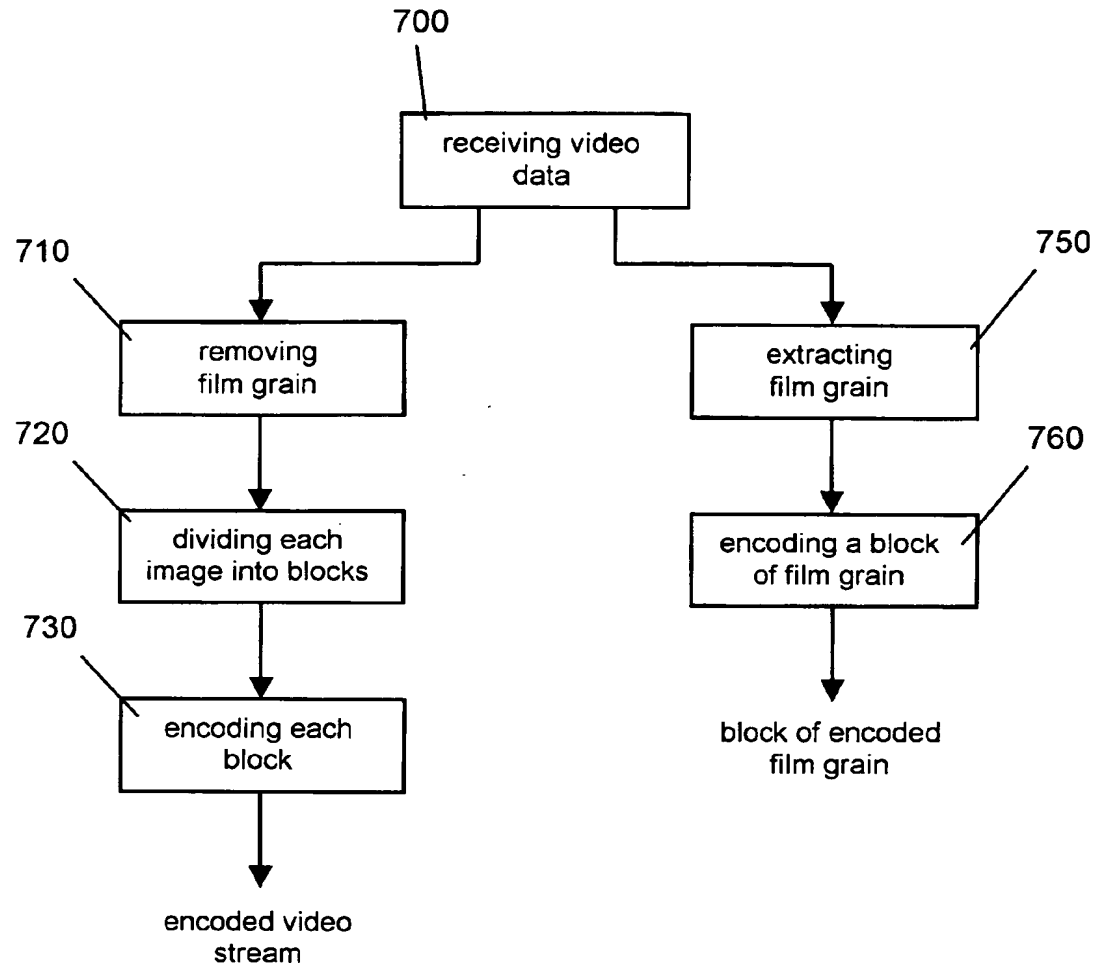 700
receiving video
data
710
removing
film grain
720
dividing each
image into blocks
730
encoding each
block
encoded video
stream
750
extracting
film grain
760
encoding a block
of film grain
block of encoded
film grain